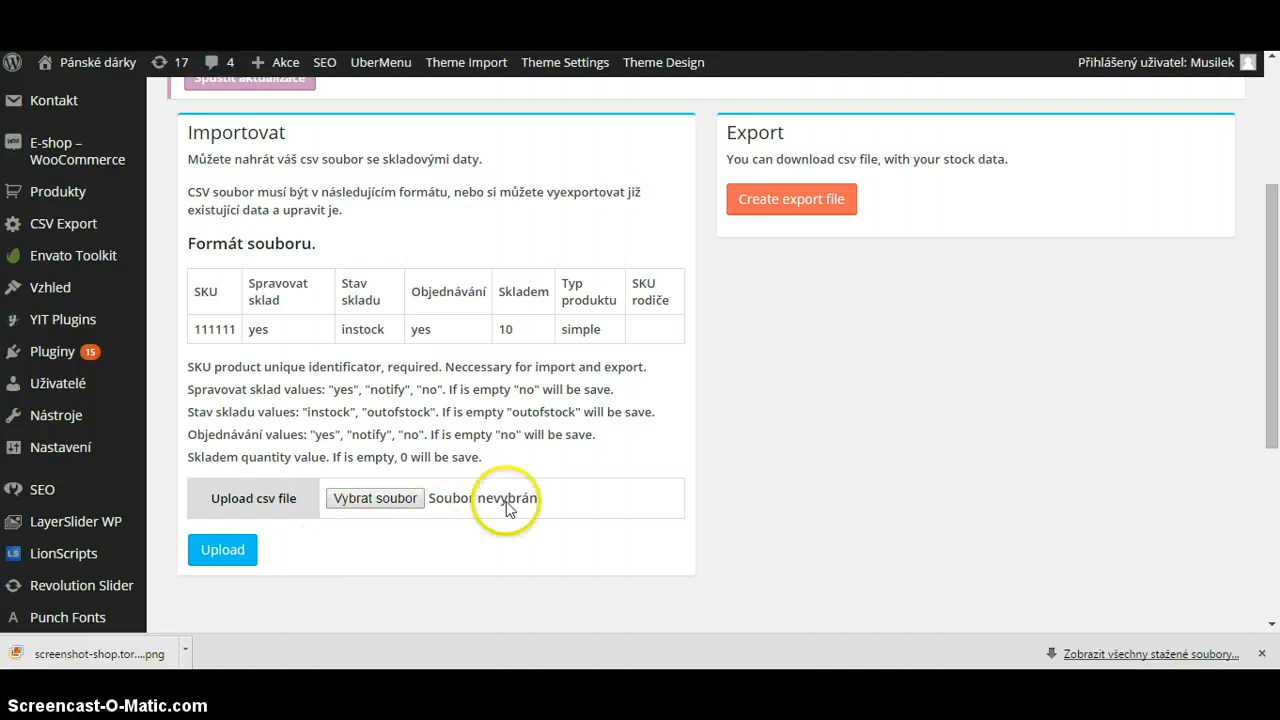 Pánské dárky 17 4 Akce SEO UberMenu Theme Import Theme Settings Theme Design Přihlášený uživatel: Musilek
Spustit aktualizace
Kontakt
E-shop –
WooCommerce
Produkty
CSV Export
Envato Toolkit
Vzhled
YIT Plugins
Pluginy 15
Uživatelé
Nástroje
Nastavení
SEO
LayerSlider WP
LS LionScripts
Revolution Slider
A Punch Fonts
Importovat
Můžete nahrát váš csv soubor se skladovými daty.
CSV soubor musí být v následujícím formátu, nebo si můžete vyexportovat již
existující data a upravit je.
Formát souboru.
SKU Spravovat sklad Stav skladu Objednávání Skladem Typ produktu SKU rodiče
111111 yes instock yes 10 simple
SKU product unique identificator, required. Neccessary for import and export.
Spravovat sklad values: "yes", "notify", "no". If is empty "no" will be save.
Stav skladu values: "instock", "outofstock". If is empty "outofstock" will be save.
Objednávání values: "yes", "notify", "no". If is empty "no" will be save.
Skladem quantity value. If is empty, 0 will be save.
Upload csv file Vybrat soubor Soubor nevybrán
Upload
Export
You can download csv file, with your stock data.
Create export file
screenshot-shop.tor....png Zobrazit všechny stažené soubory...
Screencast-O-Matic.com